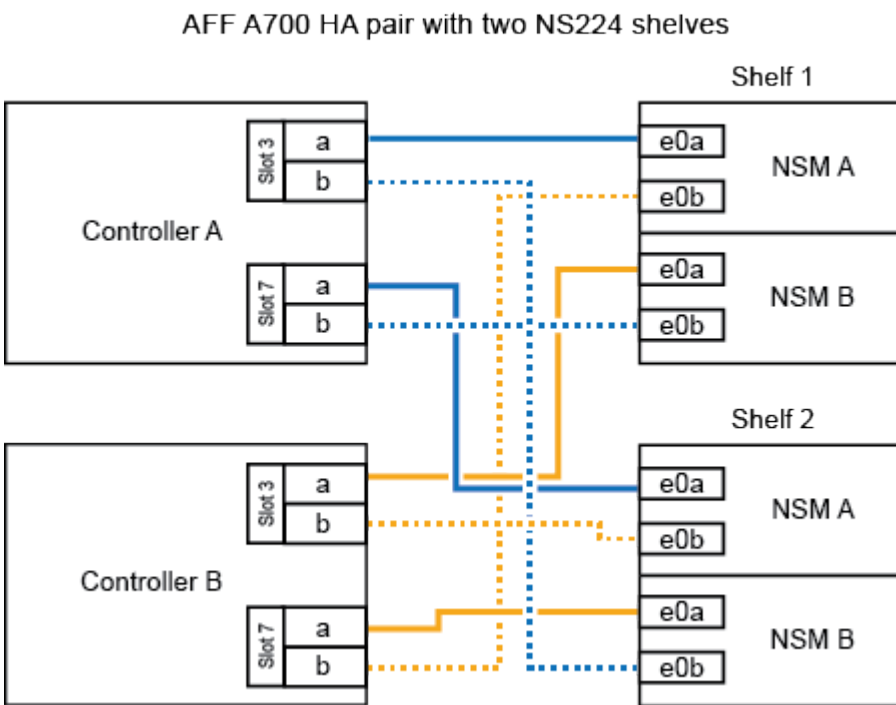 AFF A700 HA pair with two NS224 shelves
Shelf 1
Controller A
Slot 3
a
b
Slot 7
a
b
e0a
e0b
NSM A
e0a
e0b
NSM B
Shelf 2
Controller B
Slot 3
a
b
Slot 7
a
b
e0a
e0b
NSM A
e0a
e0b
NSM B